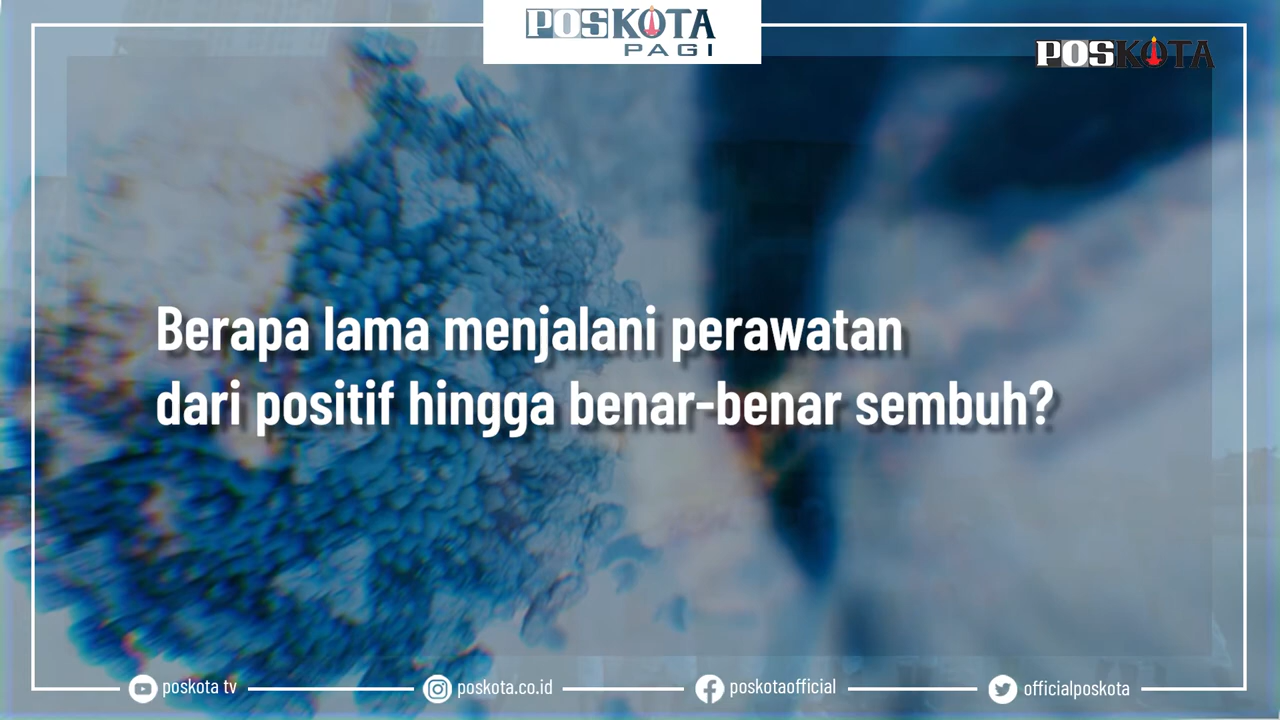 POSKOTA
PAGI
POSKOTA
Berapa lama menjalani perawatan
dari positif hingga benar-benar sembuh?
poskota tv
poskota.co.id
poskotaofficial
officialposkota